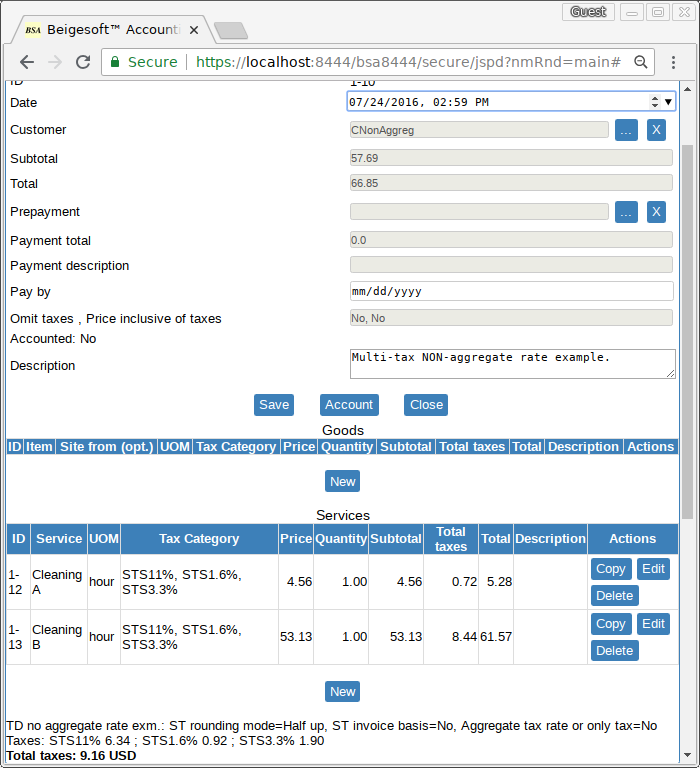 Guest
BSA Beigesoft™ Accounti
Secure https://localhost:8444/bsa8444/secure/jspd?nmRnd=main#
ID 1-10
Date 07/24/2016, 02:59 PM
Customer CNonAggreg ... X
Subtotal 57.69
Total 66.85
Prepayment ... X
Payment total 0.0
Payment description
Pay by mm/dd/yyyy
Omit taxes , Price inclusive of taxes No, No
Accounted: No
Description Multi-tax NON-aggregate rate example.
Save Account Close
Goods
ID Item Site from (opt.) UOM Tax Category Price Quantity Subtotal Total taxes Total Description Actions
New
Services
ID Service UOM Tax Category Price Quantity Subtotal Total taxes Total Description Actions
1-12 Cleaning A hour STS11%, STS1.6%, STS3.3% 4.56 1.00 4.56 0.72 5.28 Copy Edit Delete
1-13 Cleaning B hour STS11%, STS1.6%, STS3.3% 53.13 1.00 53.13 8.44 61.57 Copy Edit Delete
New
TD no aggregate rate exm.: ST rounding mode=Half up, ST invoice basis=No, Aggregate tax rate or only tax=No
Taxes: STS11% 6.34 ; STS1.6% 0.92 ; STS3.3% 1.90
Total taxes: 9.16 USD